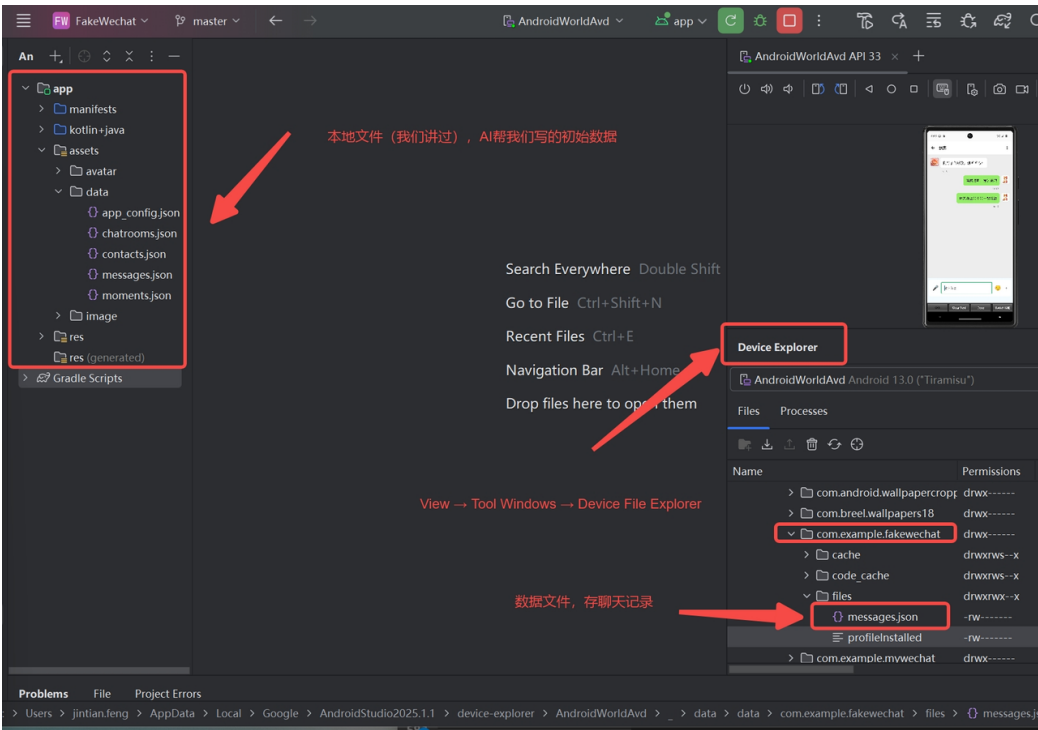 FW FakeWechat master AndroidWorldAvd app
An
app
manifests
kotlin+java
assets
avatar
data
app_config.json
chatrooms.json
contacts.json
messages.json
moments.json
image
res
res (generated)
Gradle Scripts
本地文件（我们讲过），AI帮我们写的初始数据
Search Everywhere Double Shift
Go to File Ctrl+Shift+N
Recent Files Ctrl+E
Navigation Bar Alt+Home
Drop files here to open them
View → Tool Windows → Device File Explorer
数据文件，存聊天记录
AndroidWorldAvd API 33
Device Explorer
AndroidWorldAvd Android 13.0 ("Tiramisu")
Files Processes
Name Permissions
com.android.wallpapercropp drwx------
com.breel.wallpapers18 drwx------
com.example.fakewechat drwx------
cache drwxrws--x
code_cache drwxrws--x
files drwxrwx--x
messages.json -rw-------
profileInstalled -rw-------
com.example.mywechat drwx------
Problems File Project Errors
Users > jintian.feng > AppData > Local > Google > AndroidStudio2025.1.1 > device-explorer > AndroidWorldAvd > _ > data > data > com.example.fakewechat > files > {} messages.js